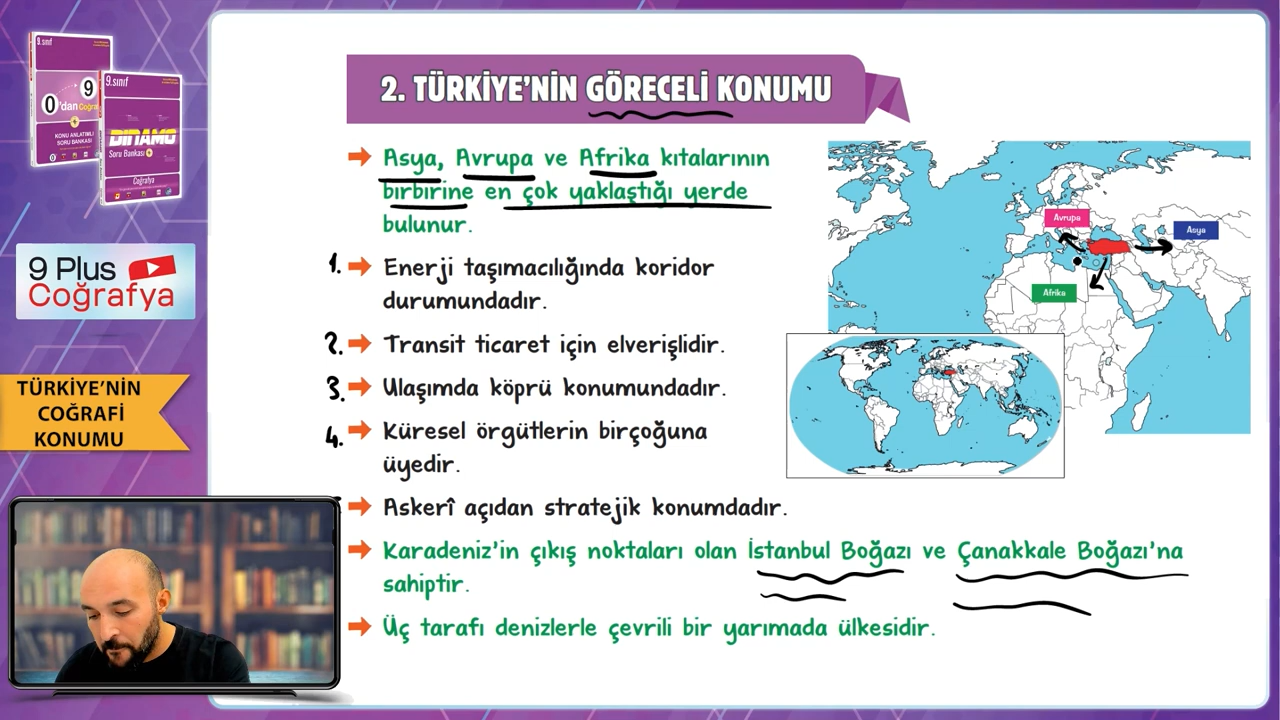 9.sınıf
9.sınıf
0'dan
9
KONU ANLATIMLI
SORU BANKASI
DİNAMO
Soru Bankası
Coğrafya
9 Plus
Coğrafya
TÜRKİYE'NİN
COĞRAFİ
KONUMU
2. TÜRKİYE'NİN GÖRECELİ KONUMU
Asya, Avrupa ve Afrika kıtalarının
birbirine en çok yaklaştığı yerde
bulunur.
1. Enerji taşımacılığında koridor
durumundadır.
2. Transit ticaret için elverişlidir.
3. Ulaşımda köprü konumundadır.
4. Küresel örgütlerin birçoğuna
üyedir.
Askerî açıdan stratejik konumdadır.
Karadeniz'in çıkış noktaları olan İstanbul Boğazı ve Çanakkale Boğazı'na
sahiptir.
Üç tarafı denizlerle çevrili bir yarımada ülkesidir.
Avrupa
Asya
Afrika